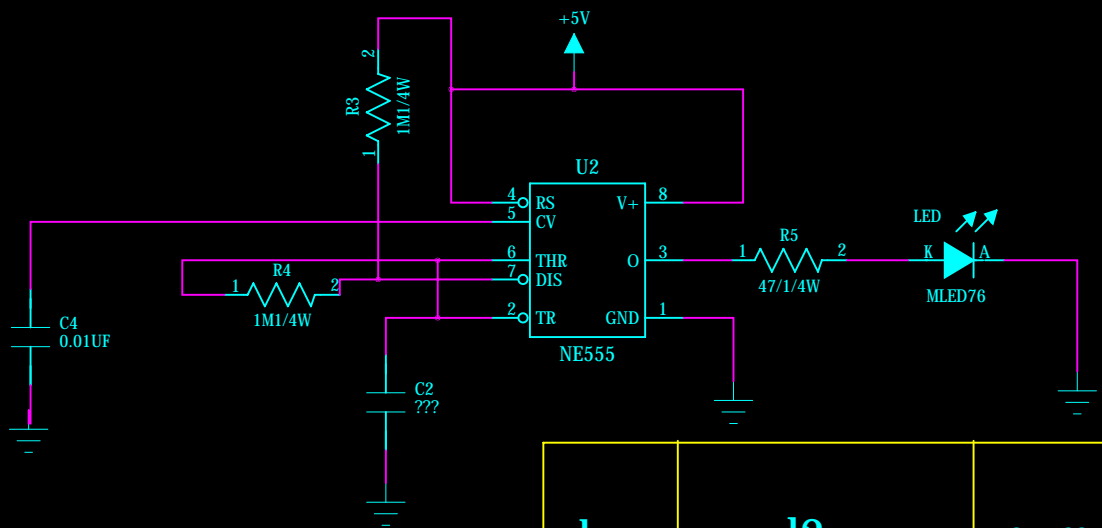 +5V
2
R3
1M1/4W
1
U2
4
RS
V+
8
5
CV
LED
6
THR
O
3
1
R5
2
K
A
R4
7
DIS
1
2
47/1/4W
MLED76
1M1/4W
2
TR
GND
1
C4
0.01UF
NE555
C2
???